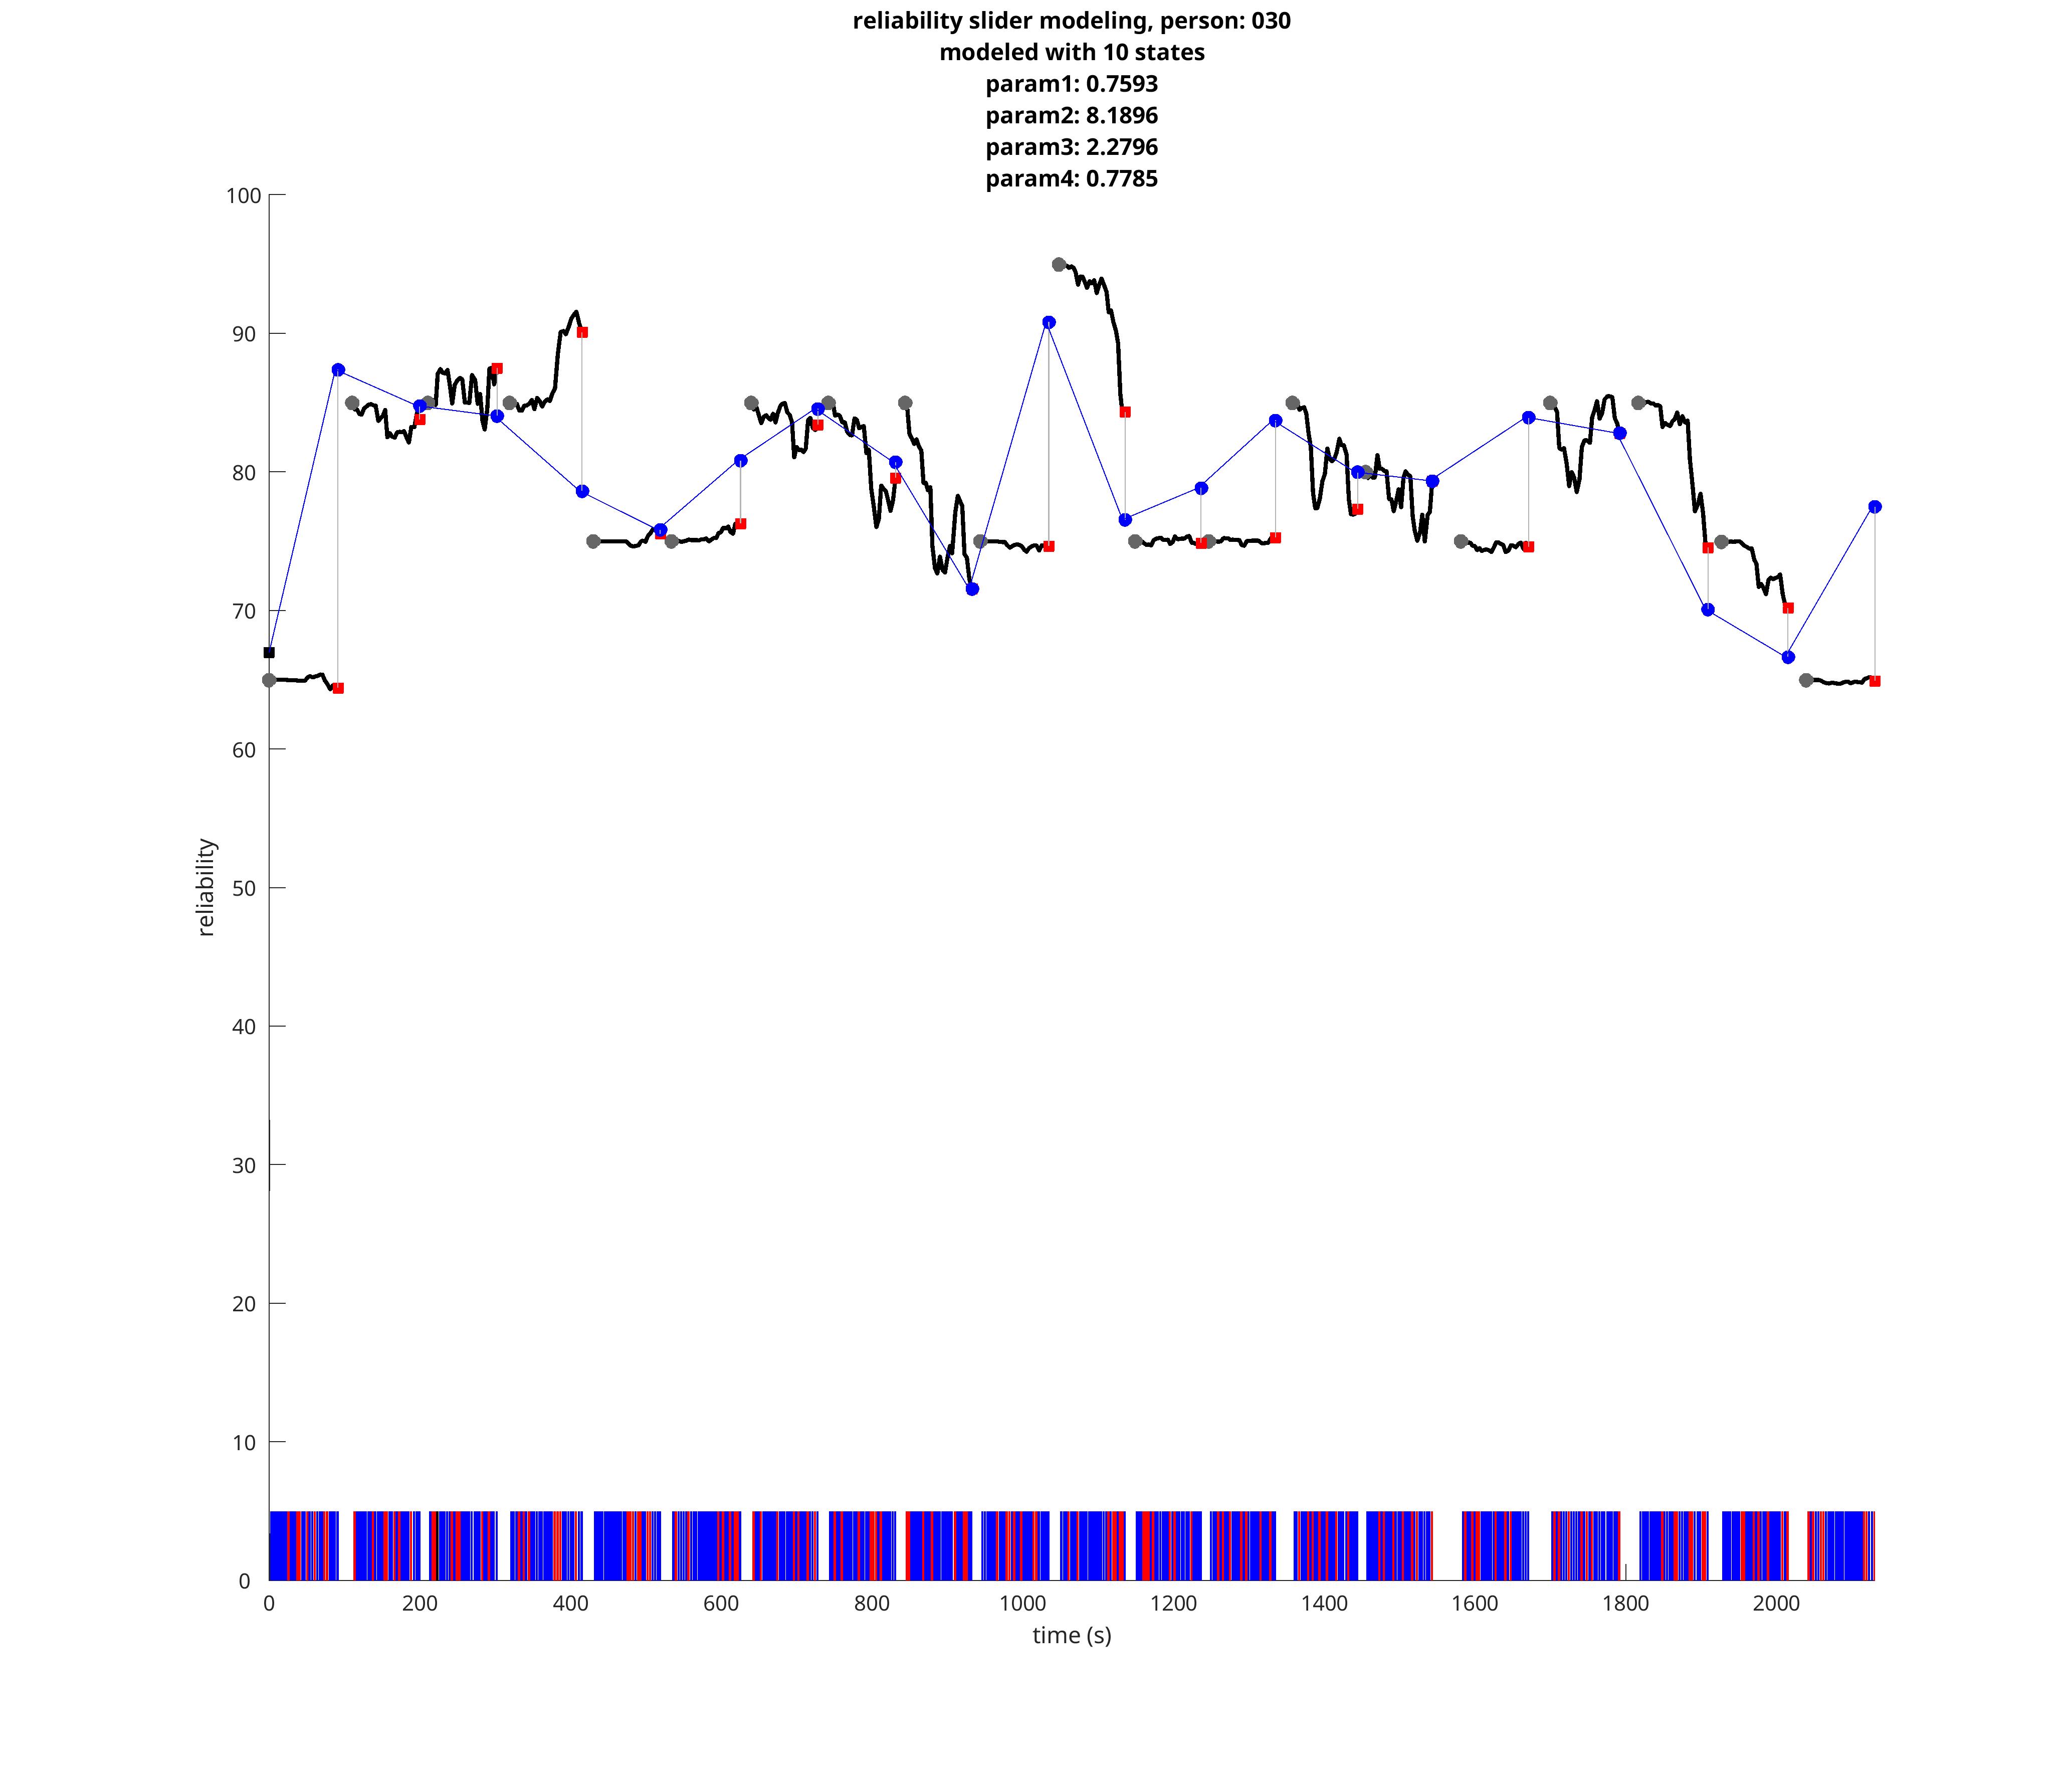 reliability slider modeling, person: 030
modeled with 10 states
param1: 0.7593
param2: 8.1896
param3: 2.2796
param4: 0.7785
100
90
80
70
60
50
40
30
20
10
0
reliability
0 200 400 600 800 1000 1200 1400 1600 1800 2000
time (s)